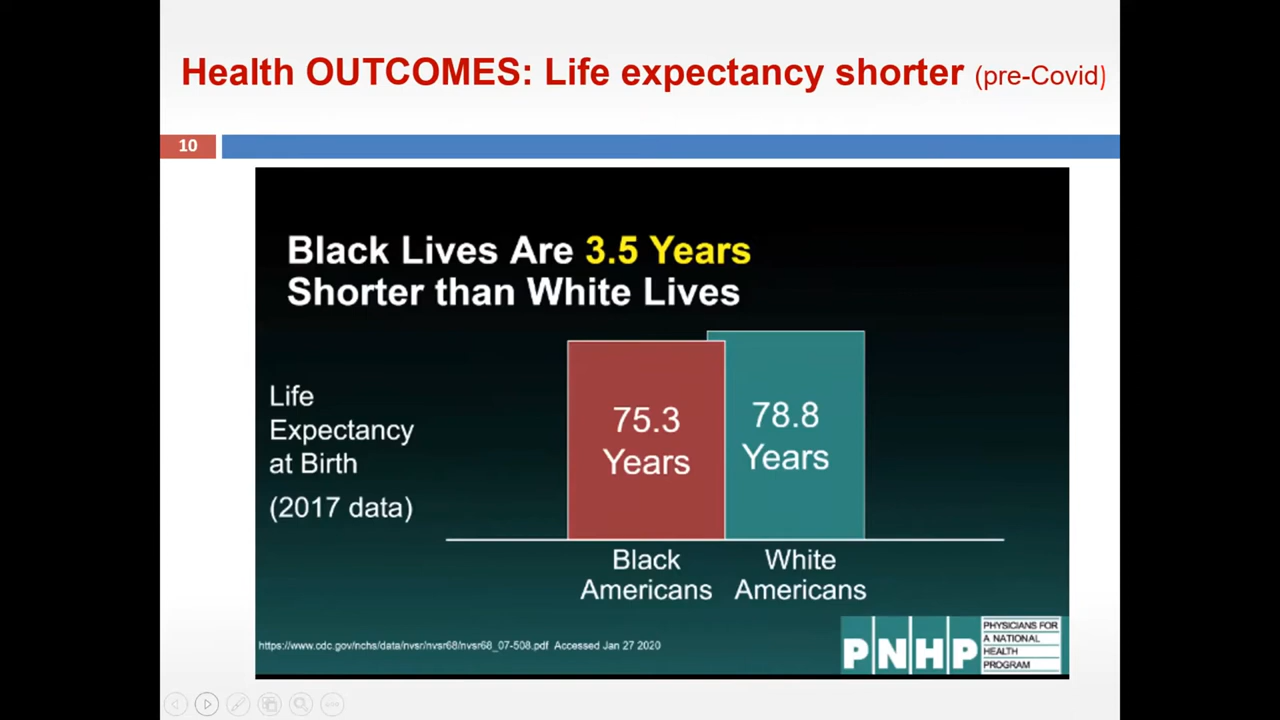 Health OUTCOMES: Life expectancy shorter (pre-Covid)
10
Black Lives Are 3.5 Years
Shorter than White Lives
Life
Expectancy
at Birth
(2017 data)
75.3
Years
78.8
Years
Black
Americans
White
Americans
https://www.cdc.gov/nchs/data/nvsr/nvsr68/nvsr68_07-508.pdf Accessed Jan 27 2020
PNHP
PHYSICIANS FOR
A NATIONAL
HEALTH
PROGRAM